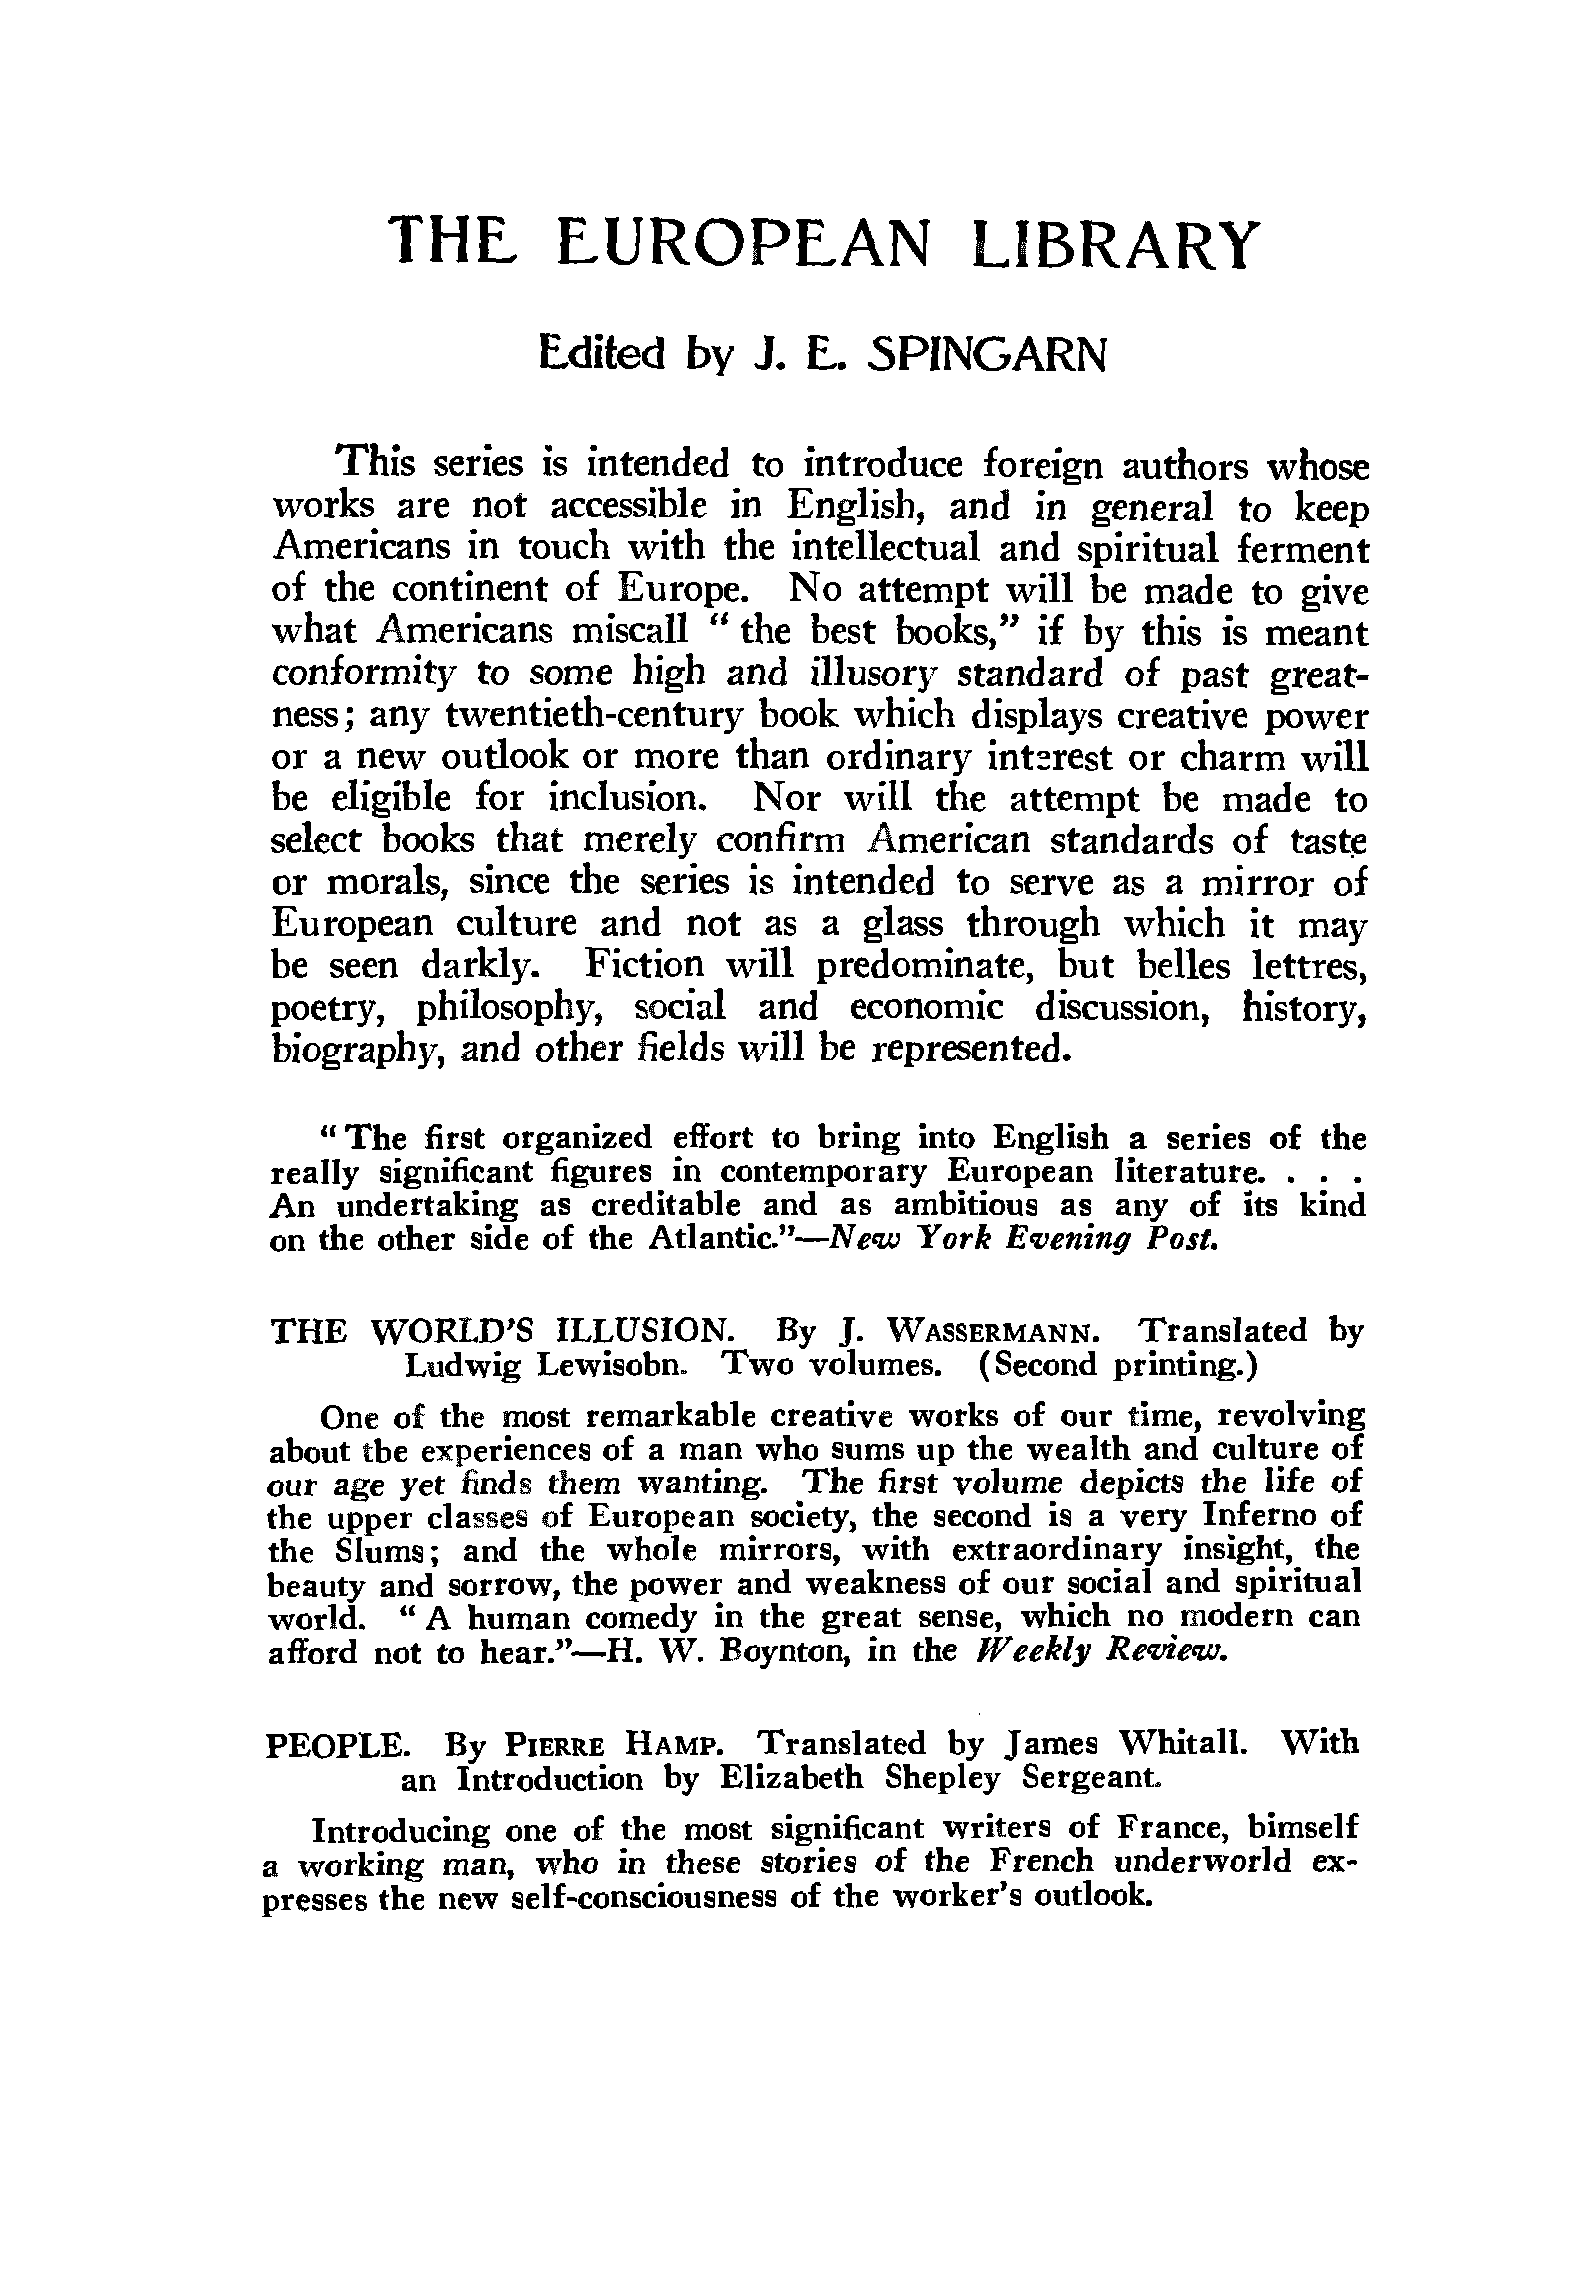 THE EUROPEAN LIBRARY
Edited by J. E. SPINGARN
This series is intended to introduce foreign authors whose
works are not accessible in English, and in general to keep
Americans in touch with the intellectual and spiritual ferment
of the continent of Europe. No attempt will be made to give
what Americans miscall “ the best books,” if by this is meant
conformity to some high and illusory standard of past great-
ness; any twentieth-century book which displays creative power
or a new outlook or more than ordinary interest or charm will
be eligible for inclusion. Nor will the attempt be made to
select books that merely confirm American standards of taste
or morals, since the series is intended to serve as a mirror of
European culture and not as a glass through which it may
be seen darkly. Fiction will predominate, but belles lettres,
poetry, philosophy, social and economic discussion, history,
biography, and other fields will be represented.
“ The first organized effort to bring into English a series of the
really significant figures in contemporary European literature. . . .
An undertaking as creditable and as ambitious as any of its kind
on the other side of the Atlantic.”—New York Evening Post.
THE WORLD'S ILLUSION. By J. WASSERMANN. Translated by
Ludwig Lewisohn. Two volumes. (Second printing.)
One of the most remarkable creative works of our time, revolving
about the experiences of a man who sums up the wealth and culture of
our age yet finds them wanting. The first volume depicts the life of
the upper classes of European society, the second is a very Inferno of
the Slums; and the whole mirrors, with extraordinary insight, the
beauty and sorrow, the power and weakness of our social and spiritual
world. “ A human comedy in the great sense, which no modern can
afford not to hear.”—H. W. Boynton, in the Weekly Review.
PEOPLE. By PIERRE HAMP. Translated by James Whitall. With
an Introduction by Elizabeth Shepley Sergeant.
Introducing one of the most significant writers of France, himself
a working man, who in these stories of the French underworld ex-
presses the new self-consciousness of the worker's outlook.